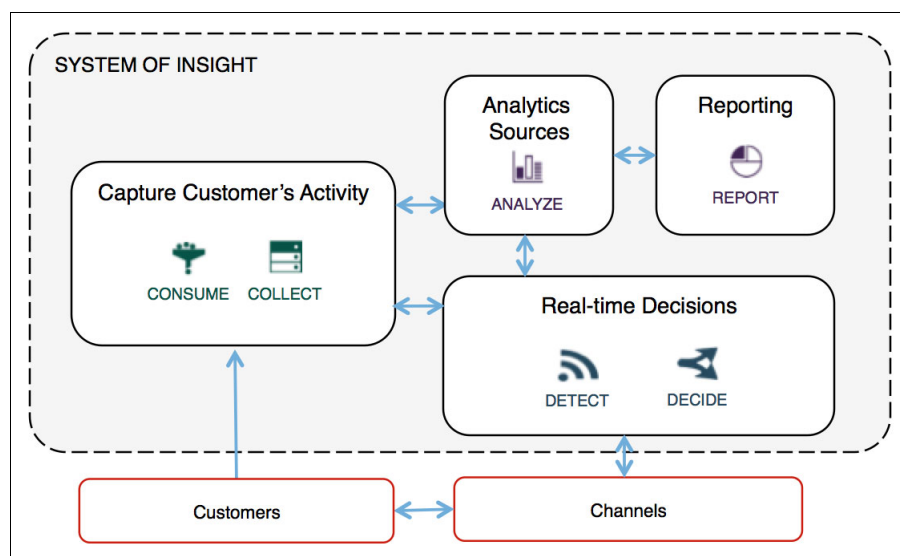 SYSTEM OF INSIGHT
Analytics
Sources
ANALYZE
Reporting
REPORT
Capture Customer's Activity
CONSUME
COLLECT
Real-time Decisions
DETECT
DECIDE
Customers
Channels